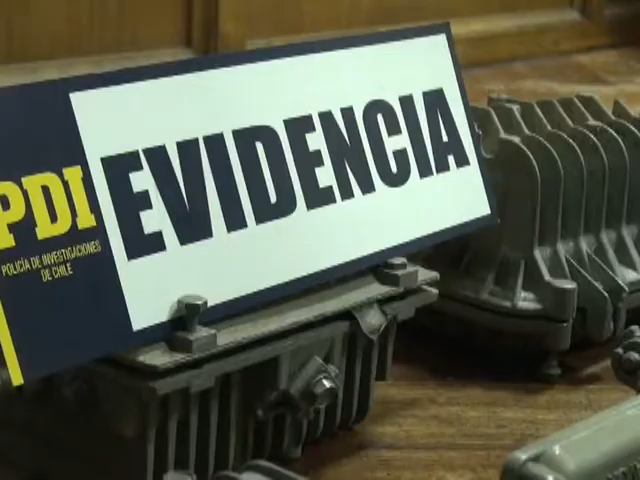 EVIDENCIA
PDI
POLICÍA DE INVESTIGACIONES
DE CHILE